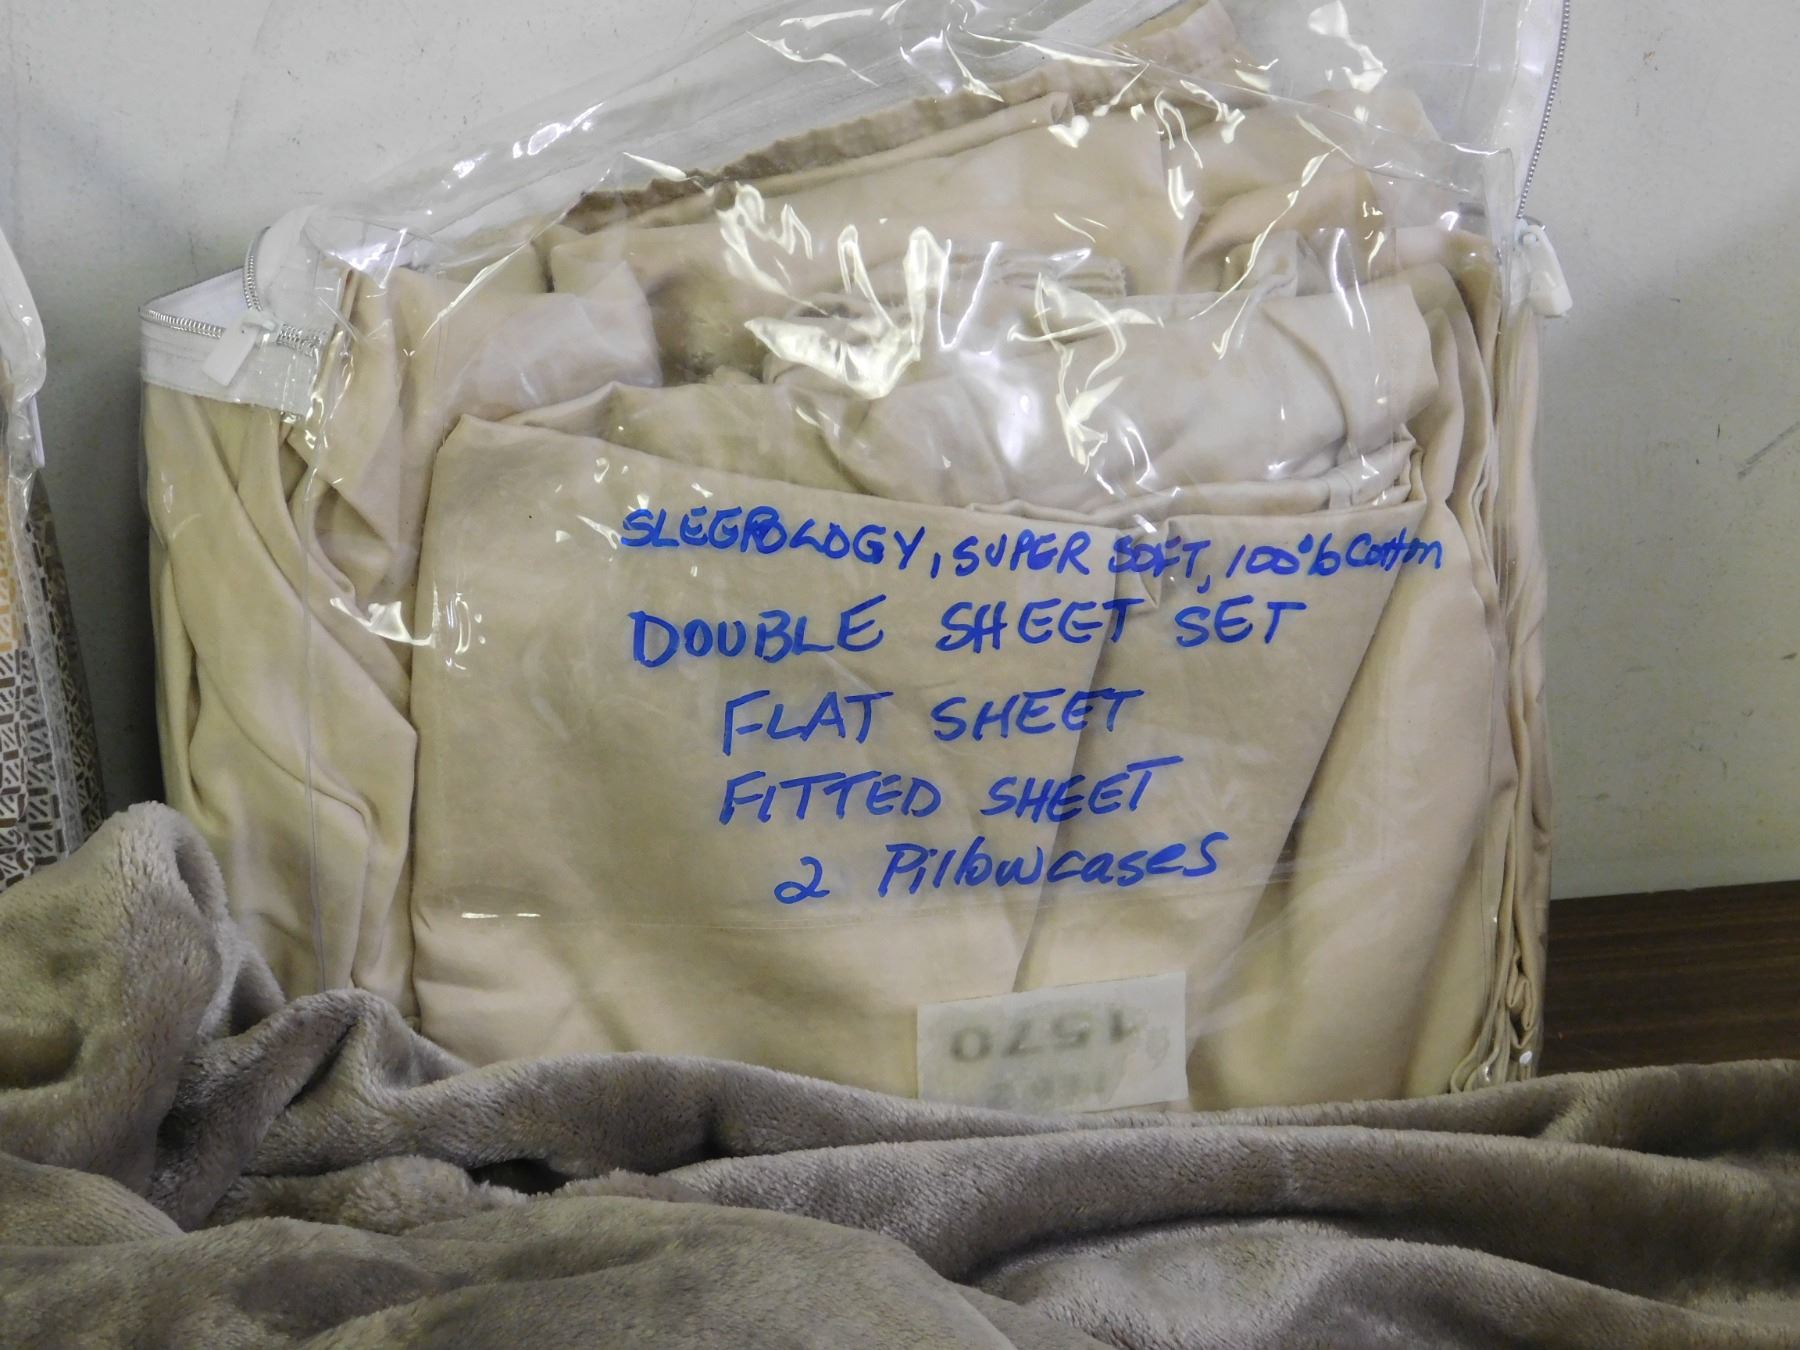 SLEEPOLOGY, SUPER SOFT, 100% Cotton
DOUBLE SHEET SET
FLAT SHEET
FITTED SHEET
2 Pillowcases
1570